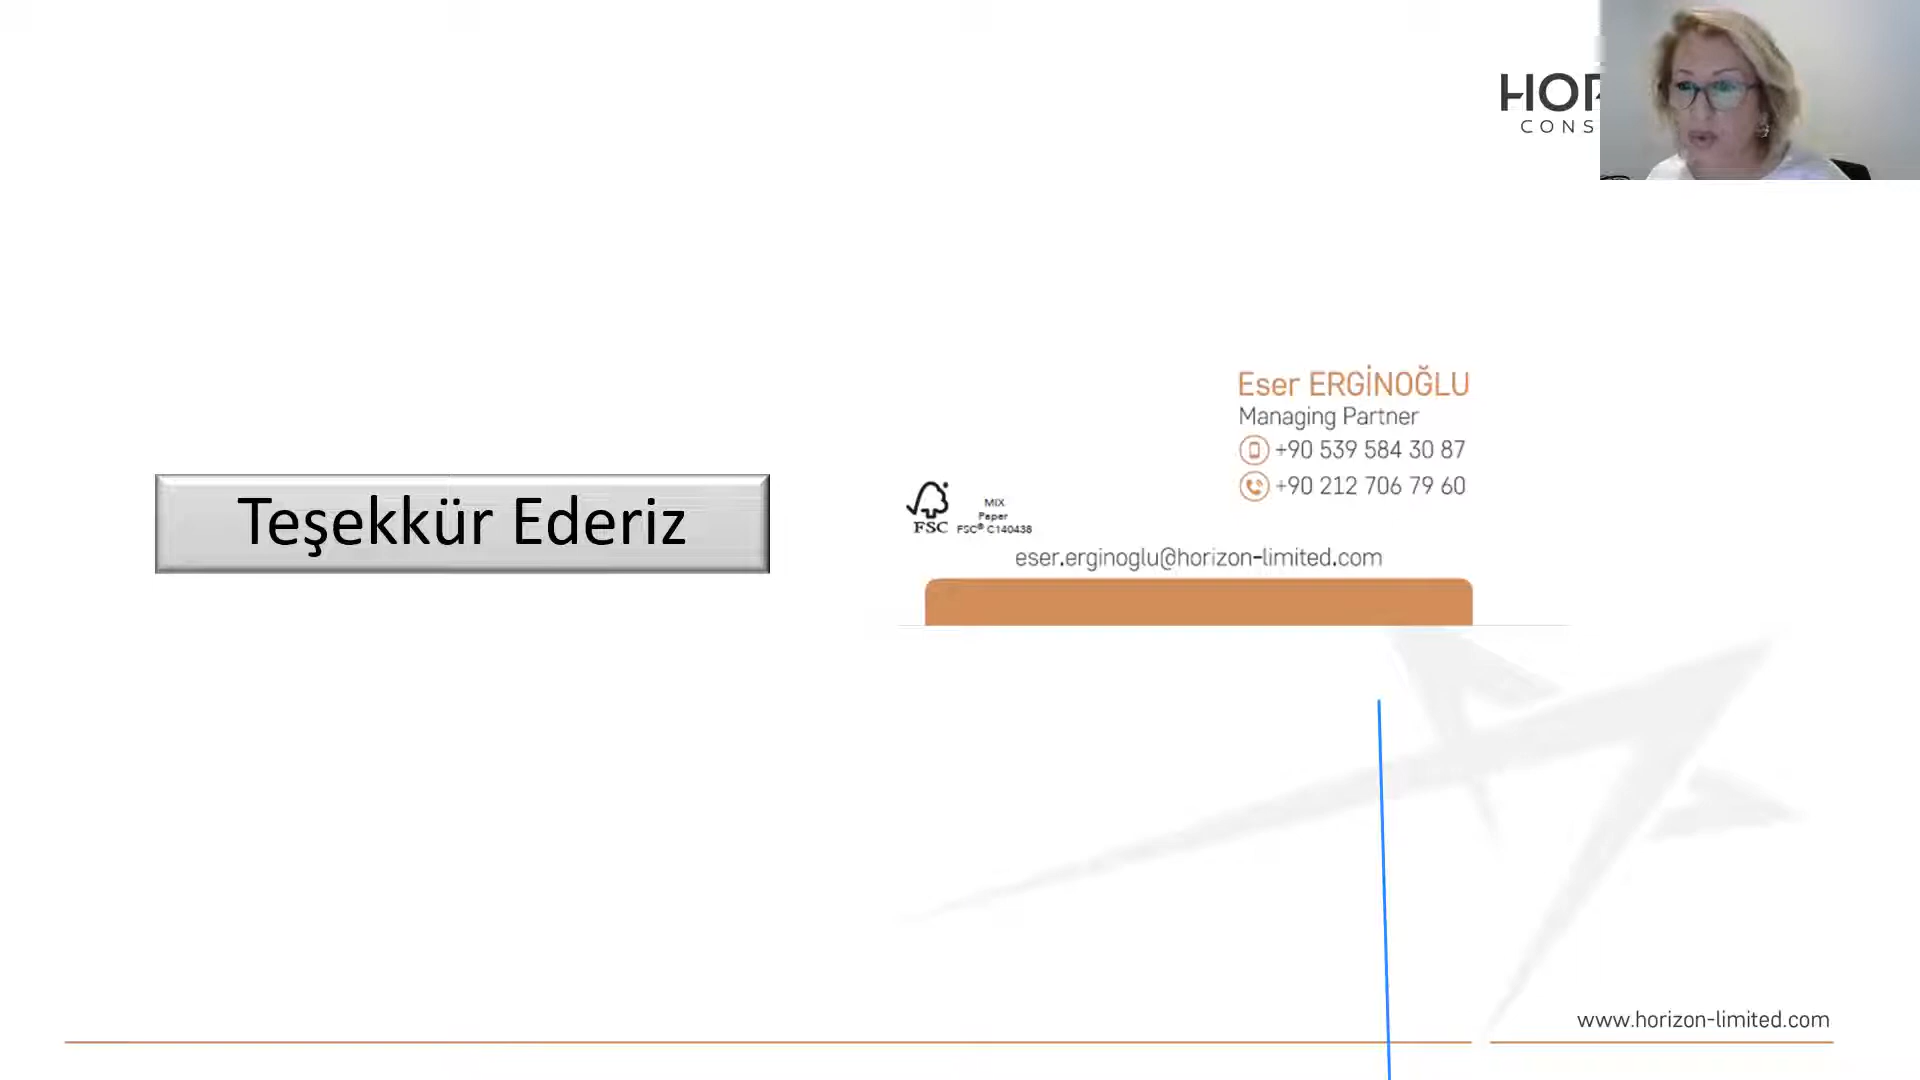 HOR
CONS
Eser ERGİNOĞLU
Managing Partner
+90 539 584 30 87
+90 212 706 79 60
Teşekkür Ederiz
FSC
MIX
Paper
FSC® C140438
eser.erginoglu@horizon-limited.com
www.horizon-limited.com